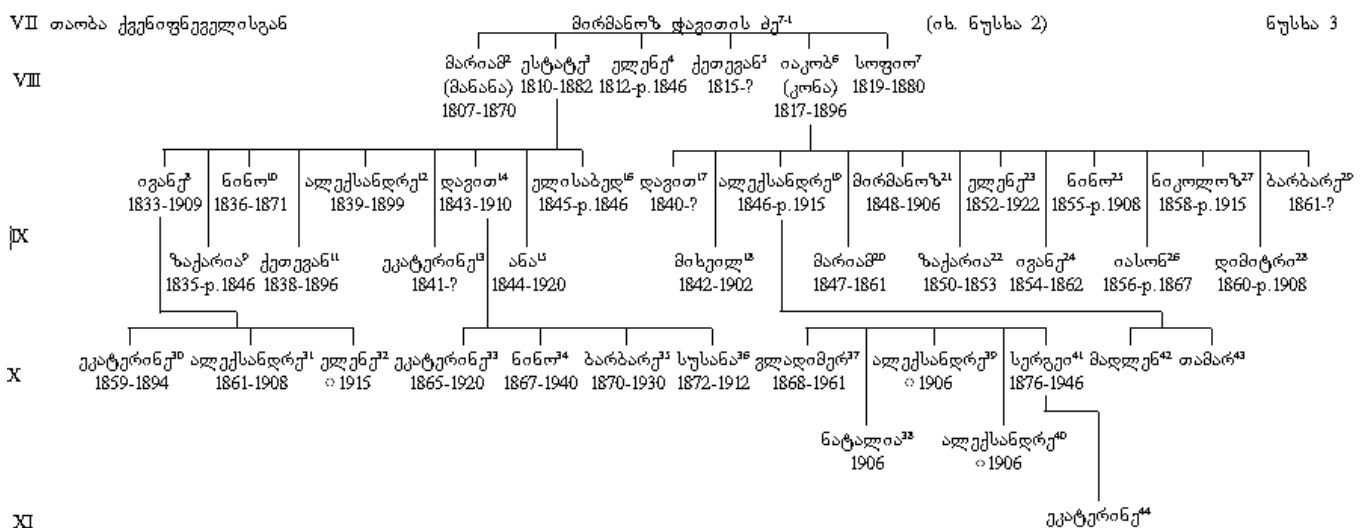 VII თაობა ქვენიფნეველისგან მირმანოზ დავითის ძე⁷⁻¹ (იხ. ნუსხა 2) ნუსხა 3
მარიამ² ესტატე³ ელენე⁴ ქეთევან⁵ იაკობ⁶ სოფიო⁷
VIII (მანანა) 1810-1882 1812-p.1846 1815-? (კონა) 1819-1880
1807-1870 1817-1896
ივანე⁸ ნინო¹⁰ ალექსანდრე¹² დავით¹⁴ ელისაბედ¹⁶ დავით¹⁷ ალექსანდრე¹⁹ მირმანოზ²¹ ელენე²³ ნინო²⁵ ნიკოლოზ²⁷ ბარბარე²⁹
1833-1909 1836-1871 1839-1899 1843-1910 1845-p.1846 1840-? 1846-p.1915 1848-1906 1852-1922 1855-p.1908 1858-p.1915 1861-?
IX
ზაქარია⁹ ქეთევან¹¹ ეკატერინე¹³ ანა¹⁵ მიხეილ¹⁸ მარიამ²⁰ ზაქარია²² ივანე²⁴ იასონ²⁶ დიმიტრი²⁸
1835-p.1846 1838-1896 1841-? 1844-1920 1842-1902 1847-1861 1850-1853 1854-1862 1856-p.1867 1860-p.1908
ეკატერინე³⁰ ალექსანდრე³¹ ელენე³² ეკატერინე³³ ნინო³⁴ ბარბარე³⁵ სუსანა³⁶ ვლადიმერ³⁷ ალექსანდრე³⁹ სერგეი⁴¹ მადლენ⁴² თამარ⁴³
X 1859-1894 1861-1908 ○ 1915 1865-1920 1867-1940 1870-1930 1872-1912 1868-1961 ○ 1906 1876-1946
ნატალია³⁸ ალექსანდრე⁴⁰
1906 ○ 1906
XI ეკატერინე⁴⁴